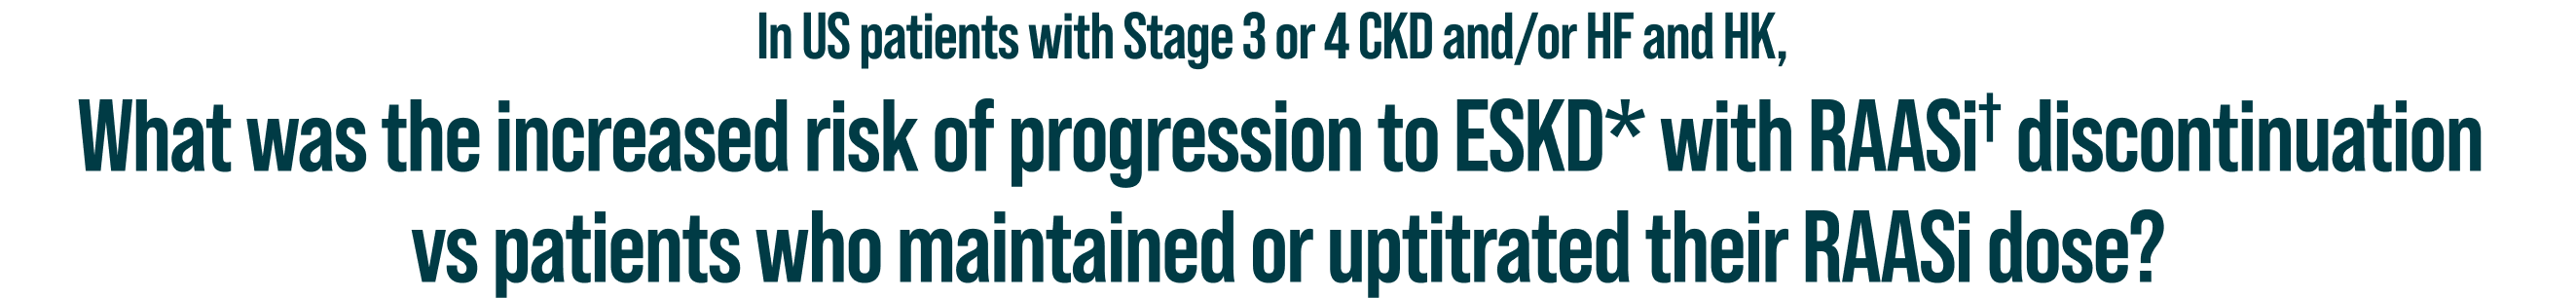 In US patients with Stage 3 or 4 CKD and/or HF and HK,
What was the increased risk of progression to ESKD* with RAASi† discontinuation
vs patients who maintained or uptitrated their RAASi dose?